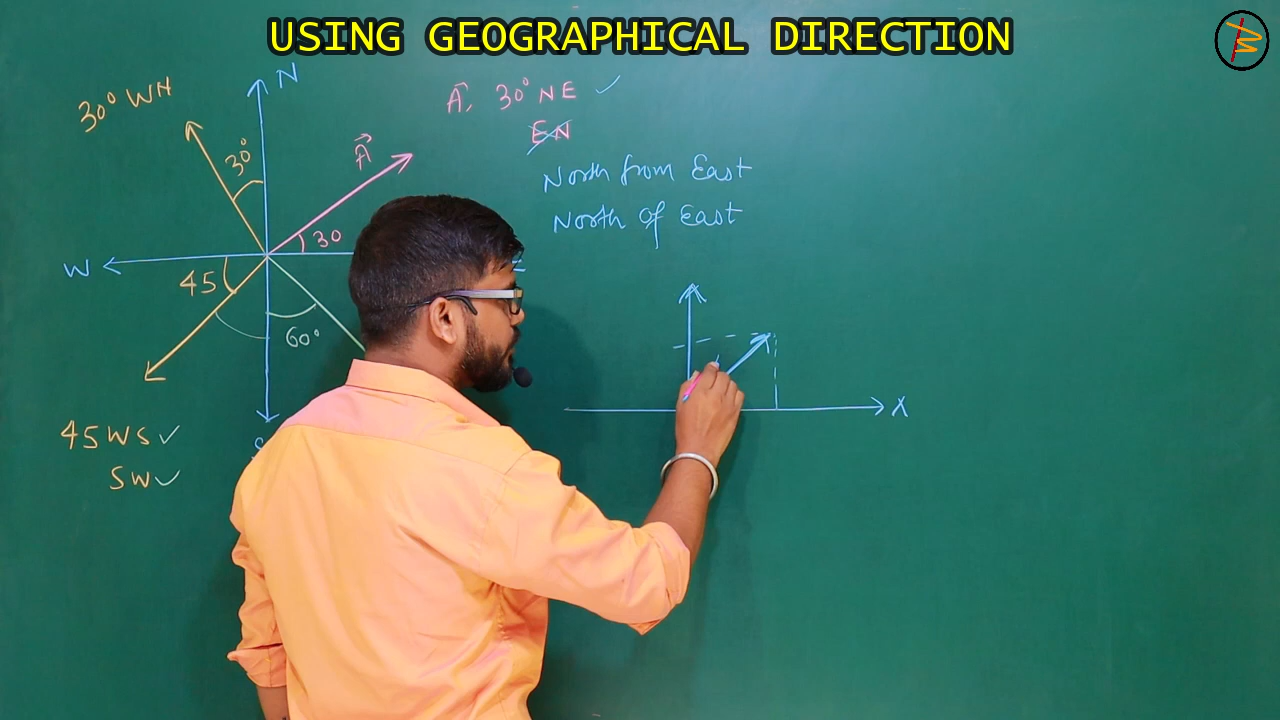 USING GEOGRAPHICAL DIRECTION
N
30° WN
30°
A
A, 30° NE
EN
North from East
North of East
30
W
E
45
60°
X
45 WS
SW